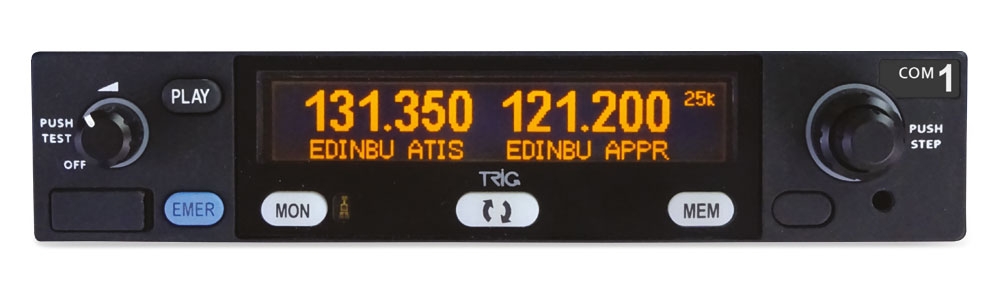 PUSH
TEST
OFF
PLAY
EMER
131.350 121.200 25k
EDINBU ATIS EDINBU APPR
TRIG
MON
MEM
COM 1
PUSH
STEP